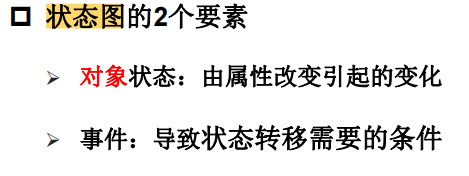 状态图的2个要素
对象状态：由属性改变引起的变化
事件：导致状态转移需要的条件